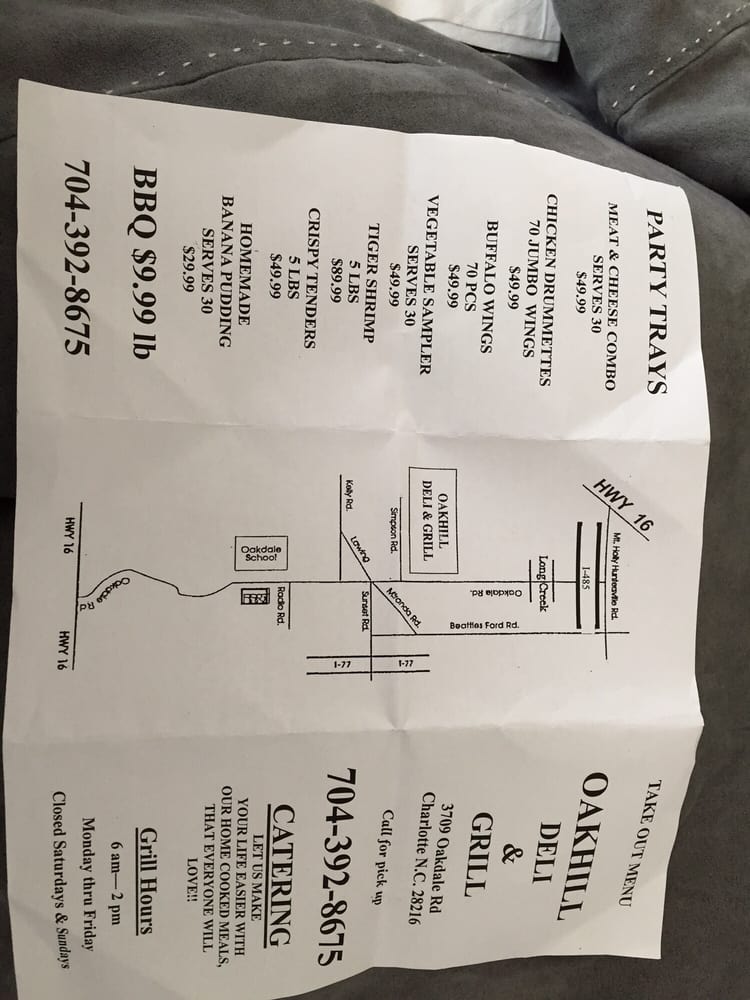 PARTY TRAYS
MEAT & CHEESE COMBO
SERVES 30
$49.99
CHICKEN DRUMMETTES
70 JUMBO WINGS
$49.99
BUFFALO WINGS
70 PCS
$49.99
VEGETABLE SAMPLER
SERVES 30
$49.99
TIGER SHRIMP
5 LBS
$89.99
CRISPY TENDERS
5 LBS
$49.99
HOMEMADE
BANANA PUDDING
SERVES 30
$29.99
BBQ $9.99 lb
704-392-8675
HWY 16
Mt. Holly Huntersville Rd.
I-485
Long Creek
Oakdale Rd.
Beatties Ford Rd.
OAKHILL
DELI & GRILL
Simpson Rd.
Kelly Rd.
Lawing
Miranda Rd.
Sunset Rd.
I-77
I-77
Oakdale
School
Radio Rd.
Oakdale Rd
HWY 16
HWY 16
TAKE OUT MENU
OAKHILL
DELI
&
GRILL
3709 Oakdale Rd
Charlotte N.C. 28216
Call for pick up
704-392-8675
CATERING
LET US MAKE
YOUR LIFE EASIER WITH
OUR HOME COOKED MEALS,
THAT EVERYONE WILL
LOVE!!
Grill Hours
6 am— 2 pm
Monday thru Friday
Closed Saturdays & Sundays